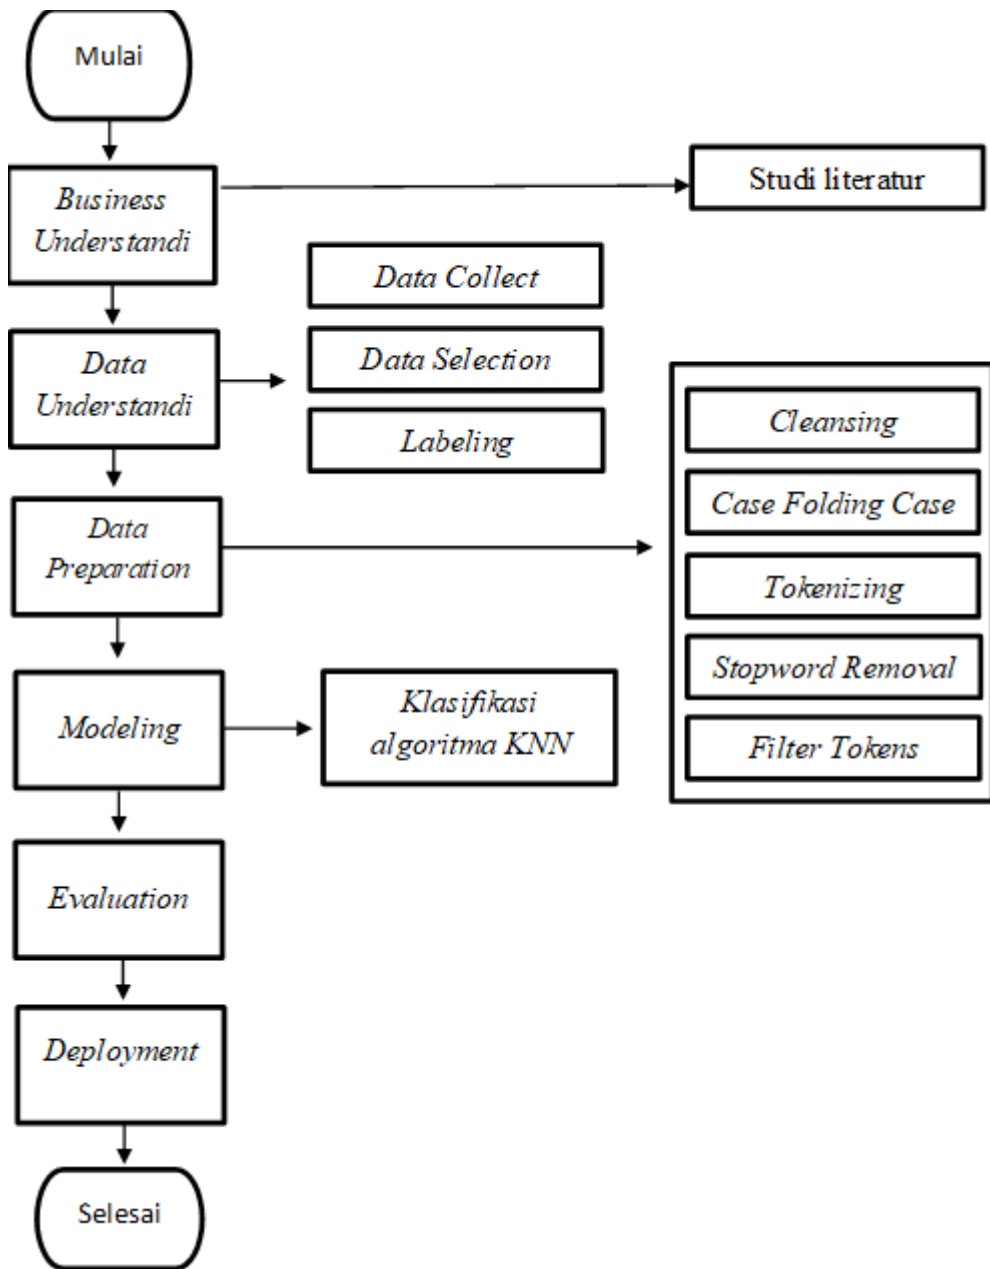 Mulai
Business
Understandi
Studi literatur
Data
Understandi
Data Collect
Data Selection
Labeling
Data
Preparation
Cleansing
Case Folding Case
Tokenizing
Stopword Removal
Filter Tokens
Modeling
Klasifikasi
algoritma KNN
Evaluation
Deployment
Selesai